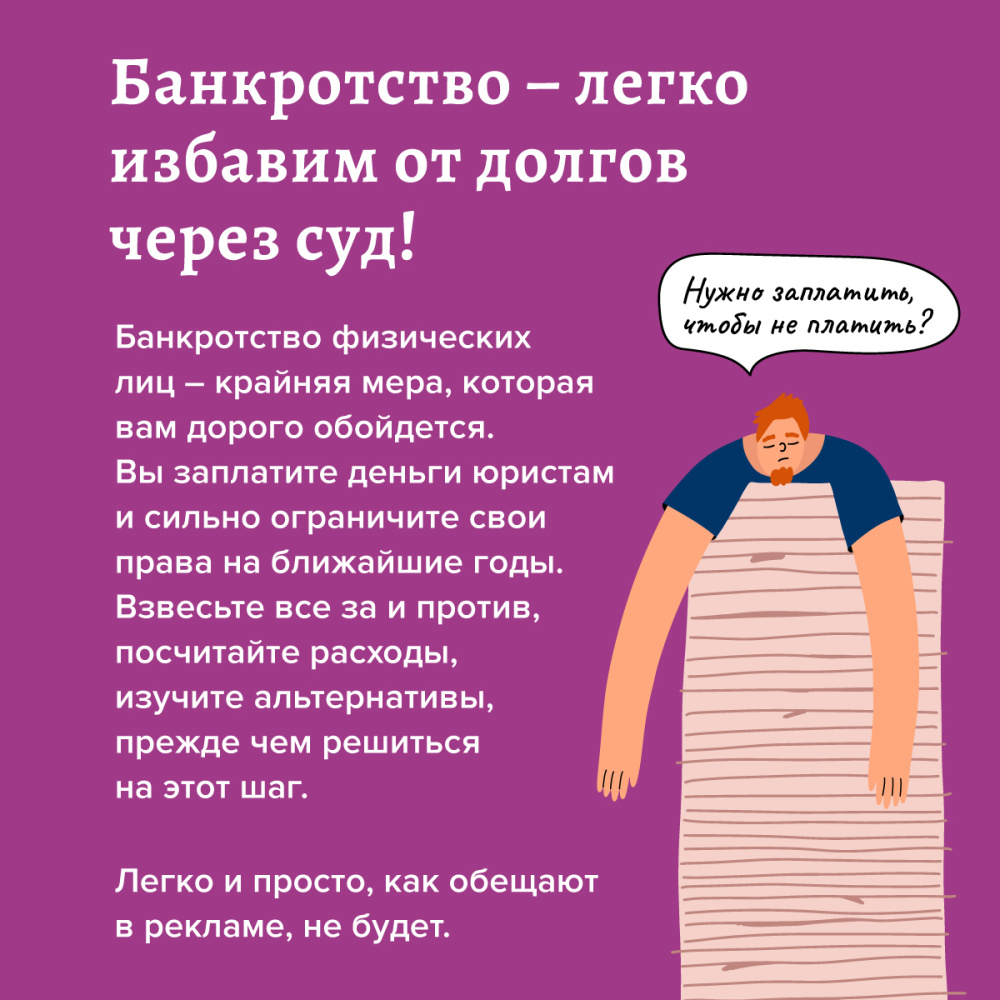 Банкротство – легко
избавим от долгов
через суд!
Нужно заплатить,
чтобы не платить?
Банкротство физических
лиц – крайняя мера, которая
вам дорого обойдется.
Вы заплатите деньги юристам
и сильно ограничите свои
права на ближайшие годы.
Взвесьте все за и против,
посчитайте расходы,
изучите альтернативы,
прежде чем решиться
на этот шаг.
Легко и просто, как обещают
в рекламе, не будет.